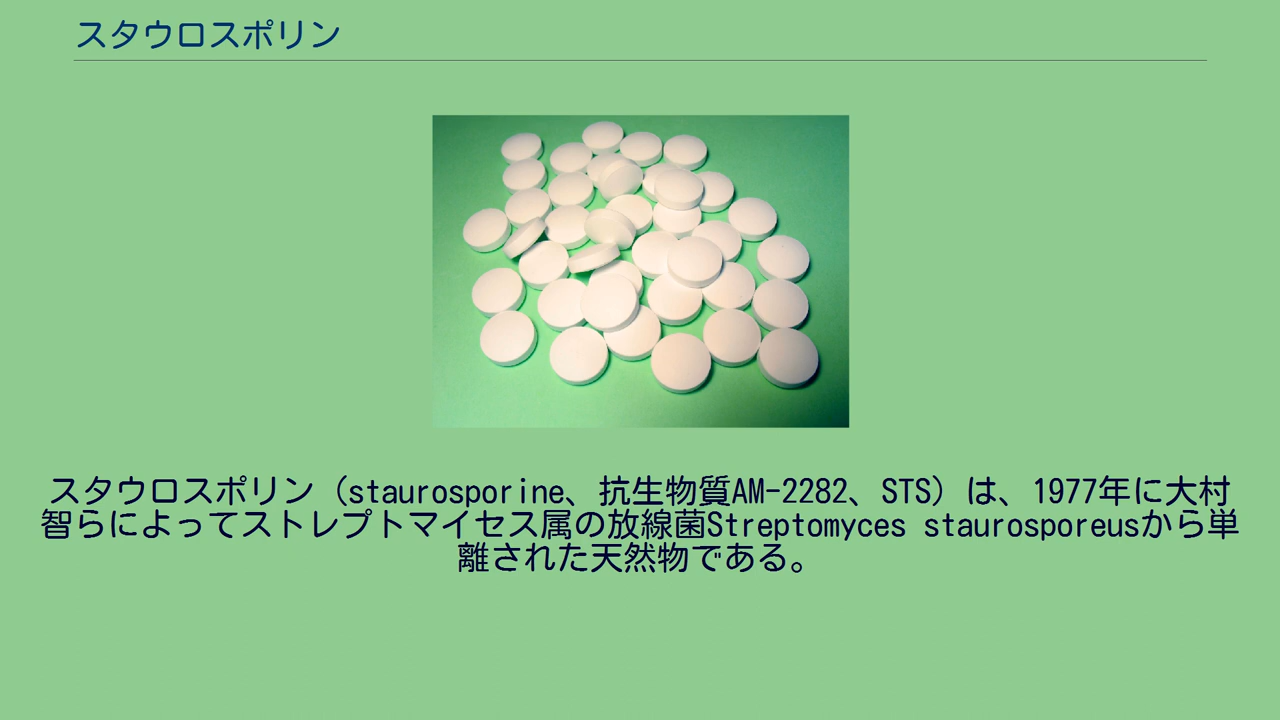 スタウロスポリン
スタウロスポリン（staurosporine、抗生物質AM-2282、STS）は、1977年に大村
智らによってストレプトマイセス属の放線菌Streptomyces staurosporeusから単
離された天然物である。